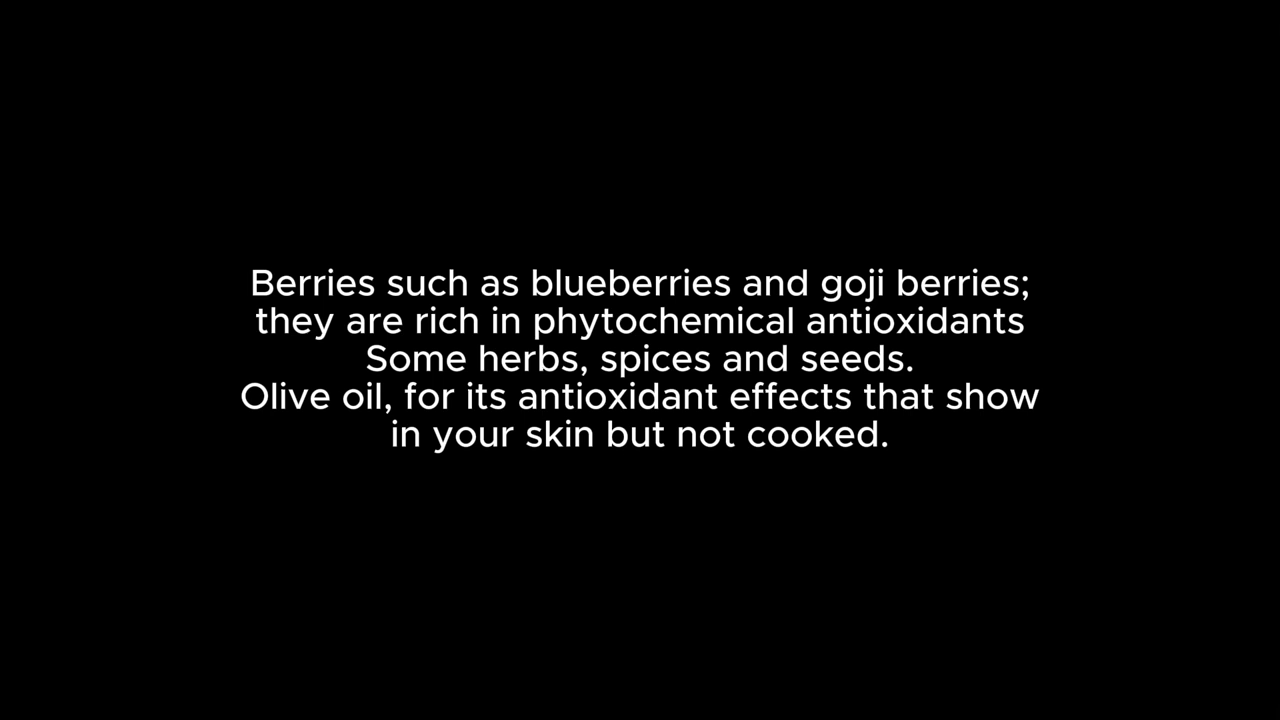 Berries such as blueberries and goji berries;
they are rich in phytochemical antioxidants
Some herbs, spices and seeds.
Olive oil, for its antioxidant effects that show
in your skin but not cooked.